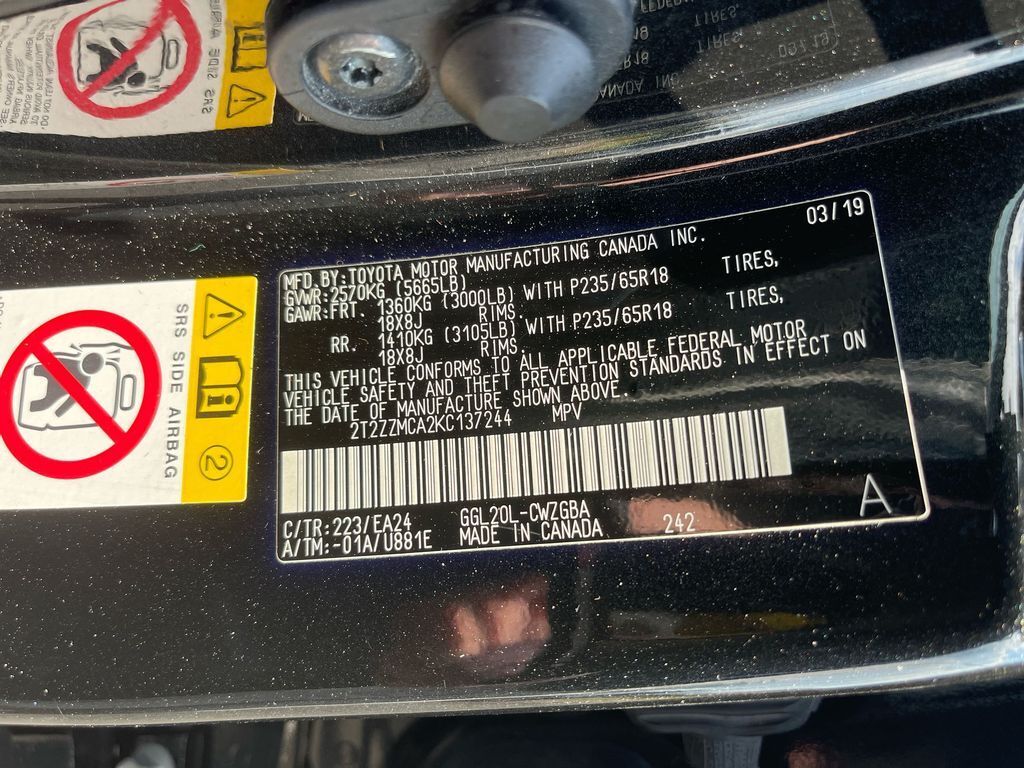 03/19
MFD.BY:TOYOTA MOTOR MANUFACTURING CANADA INC.
GVWR:2570KG (5665LB)
GAWR:FRT. 1360KG (3000LB) WITH P235/65R18 TIRES,
18X8J RIMS.
RR. 1410KG (3105LB) WITH P235/65R18 TIRES,
18X8J RIMS.
THIS VEHICLE CONFORMS TO ALL APPLICABLE FEDERAL MOTOR
VEHICLE SAFETY AND THEFT PREVENTION STANDARDS IN EFFECT ON
THE DATE OF MANUFACTURE SHOWN ABOVE.
2T2ZZMCA2KC137244 MPV
C/TR:223/EA24 GGL20L-CWZGBA
A/TM:-01A/U881E MADE IN CANADA 242
A
SRS SIDE AIRBAG
2